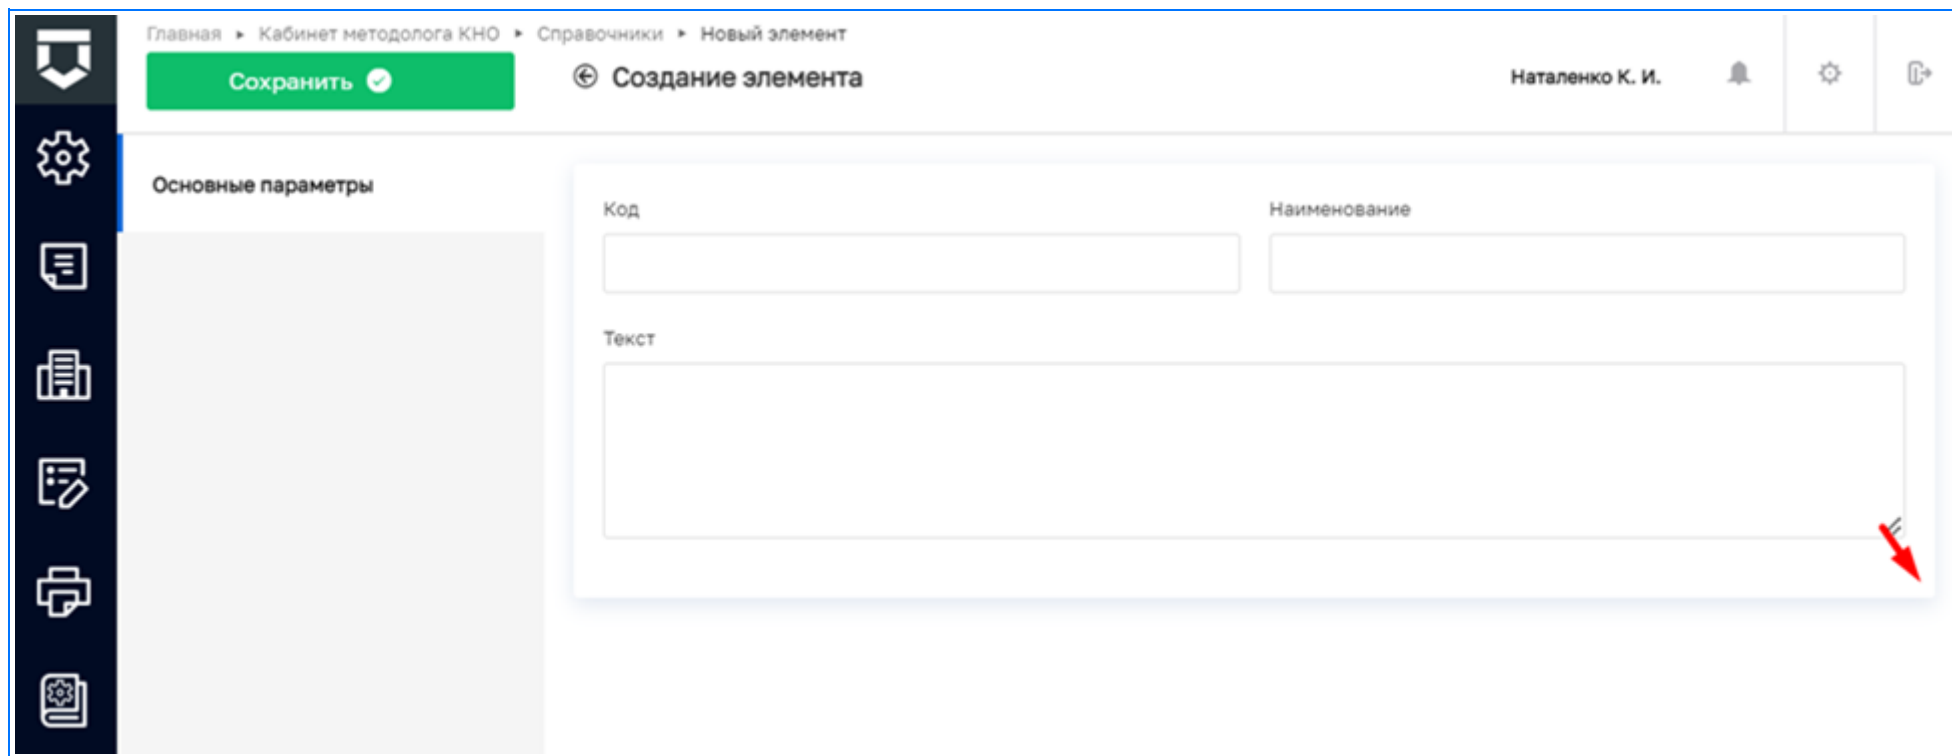 Главная ▸ Кабинет методолога КНО ▸ Справочники ▸ Новый элемент
Сохранить
Создание элемента
Наталенко К. И.
Основные параметры
Код
Наименование
Текст